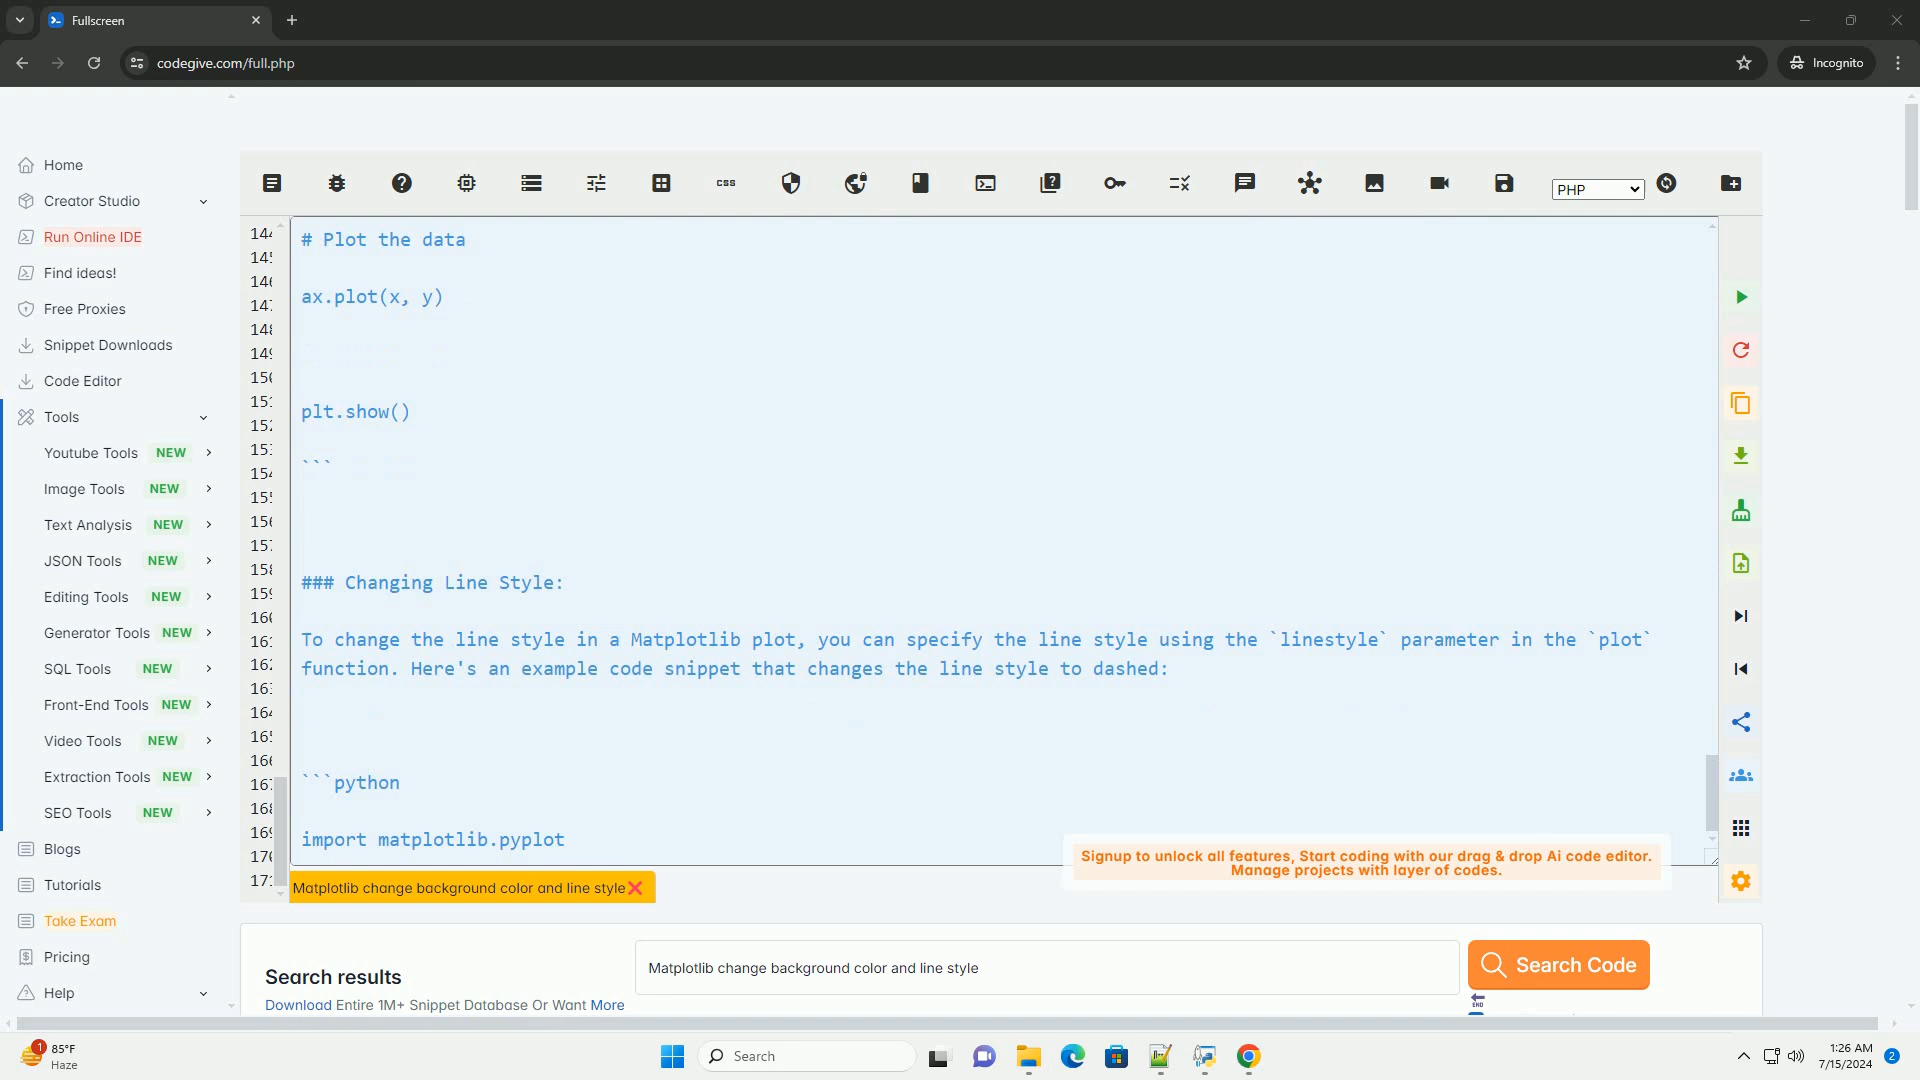 Fullscreen
codegive.com/full.php
Incognito
Home
Creator Studio
Run Online IDE
Find ideas!
Free Proxies
Snippet Downloads
Code Editor
Tools
Youtube Tools NEW
Image Tools NEW
Text Analysis NEW
JSON Tools NEW
Editing Tools NEW
Generator Tools NEW
SQL Tools NEW
Front-End Tools NEW
Video Tools NEW
Extraction Tools NEW
SEO Tools NEW
Blogs
Tutorials
Take Exam
Pricing
Help
CSS
PHP
# Plot the data
ax.plot(x, y)
plt.show()
```
### Changing Line Style:
To change the line style in a Matplotlib plot, you can specify the line style using the `linestyle` parameter in the `plot`
function. Here's an example code snippet that changes the line style to dashed:
```python
import matplotlib.pyplot
Signup to unlock all features, Start coding with our drag & drop Ai code editor.
Manage projects with layer of codes.
Matplotlib change background color and line style
Search results
Matplotlib change background color and line style
Search Code
Download Entire 1M+ Snippet Database Or Want More
END
1
85°F
Haze
Search
1:26 AM
7/15/2024
2